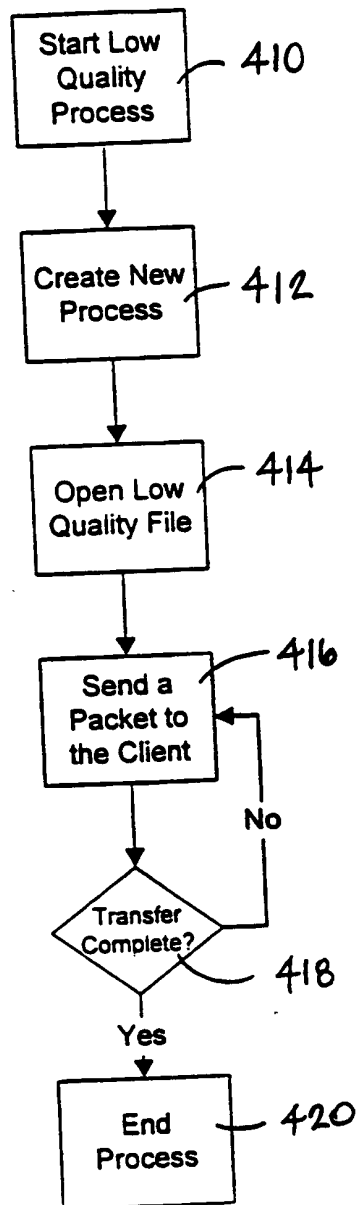 Start Low
Quality
Process
410
Create New
Process
412
Open Low
Quality File
414
Send a
Packet to
the Client
416
No
Transfer
Complete?
418
Yes
End
Process
420